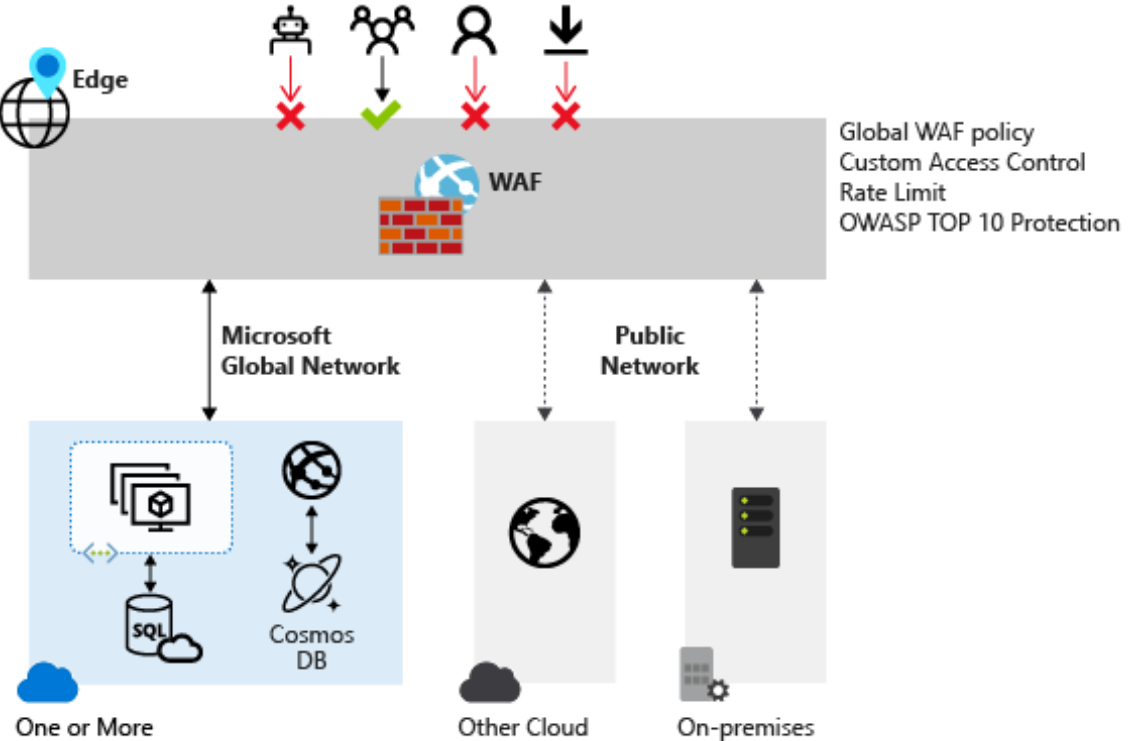 Edge
WAF
Global WAF policy
Custom Access Control
Rate Limit
OWASP TOP 10 Protection
Microsoft
Global Network
Public
Network
SQL
Cosmos
DB
One or More
Other Cloud
On-premises